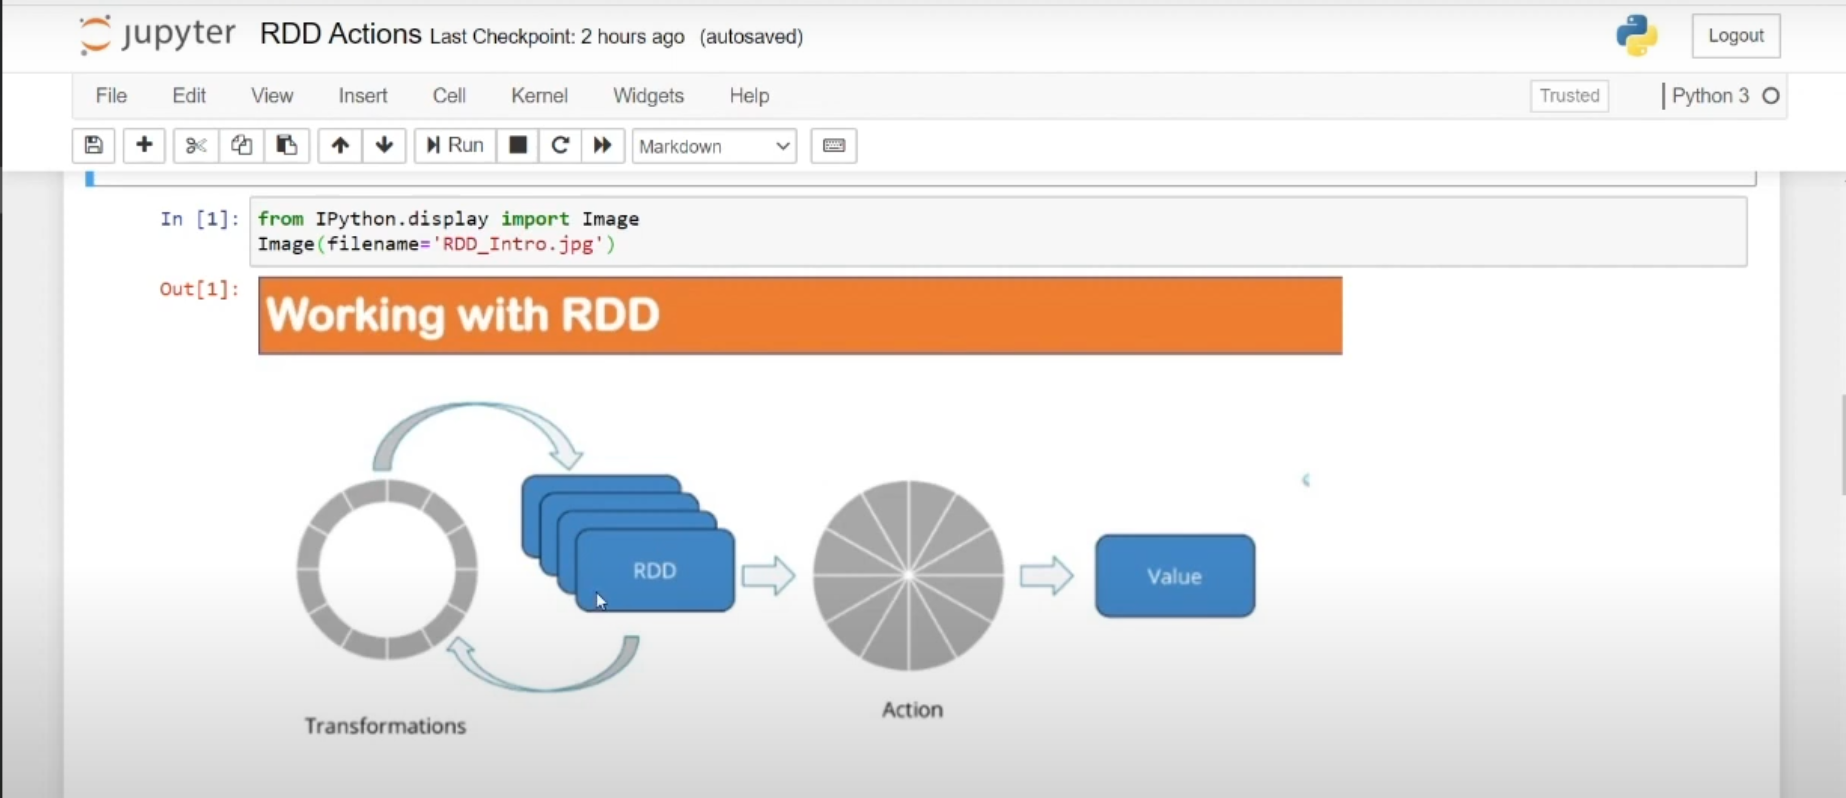 jupyter RDD Actions Last Checkpoint: 2 hours ago (autosaved)
Logout
File Edit View Insert Cell Kernel Widgets Help
Trusted
Python 3
Run
Markdown
In [1]: from IPython.display import Image
Image(filename='RDD_Intro.jpg')
Out[1]:
Working with RDD
RDD
Value
Action
Transformations